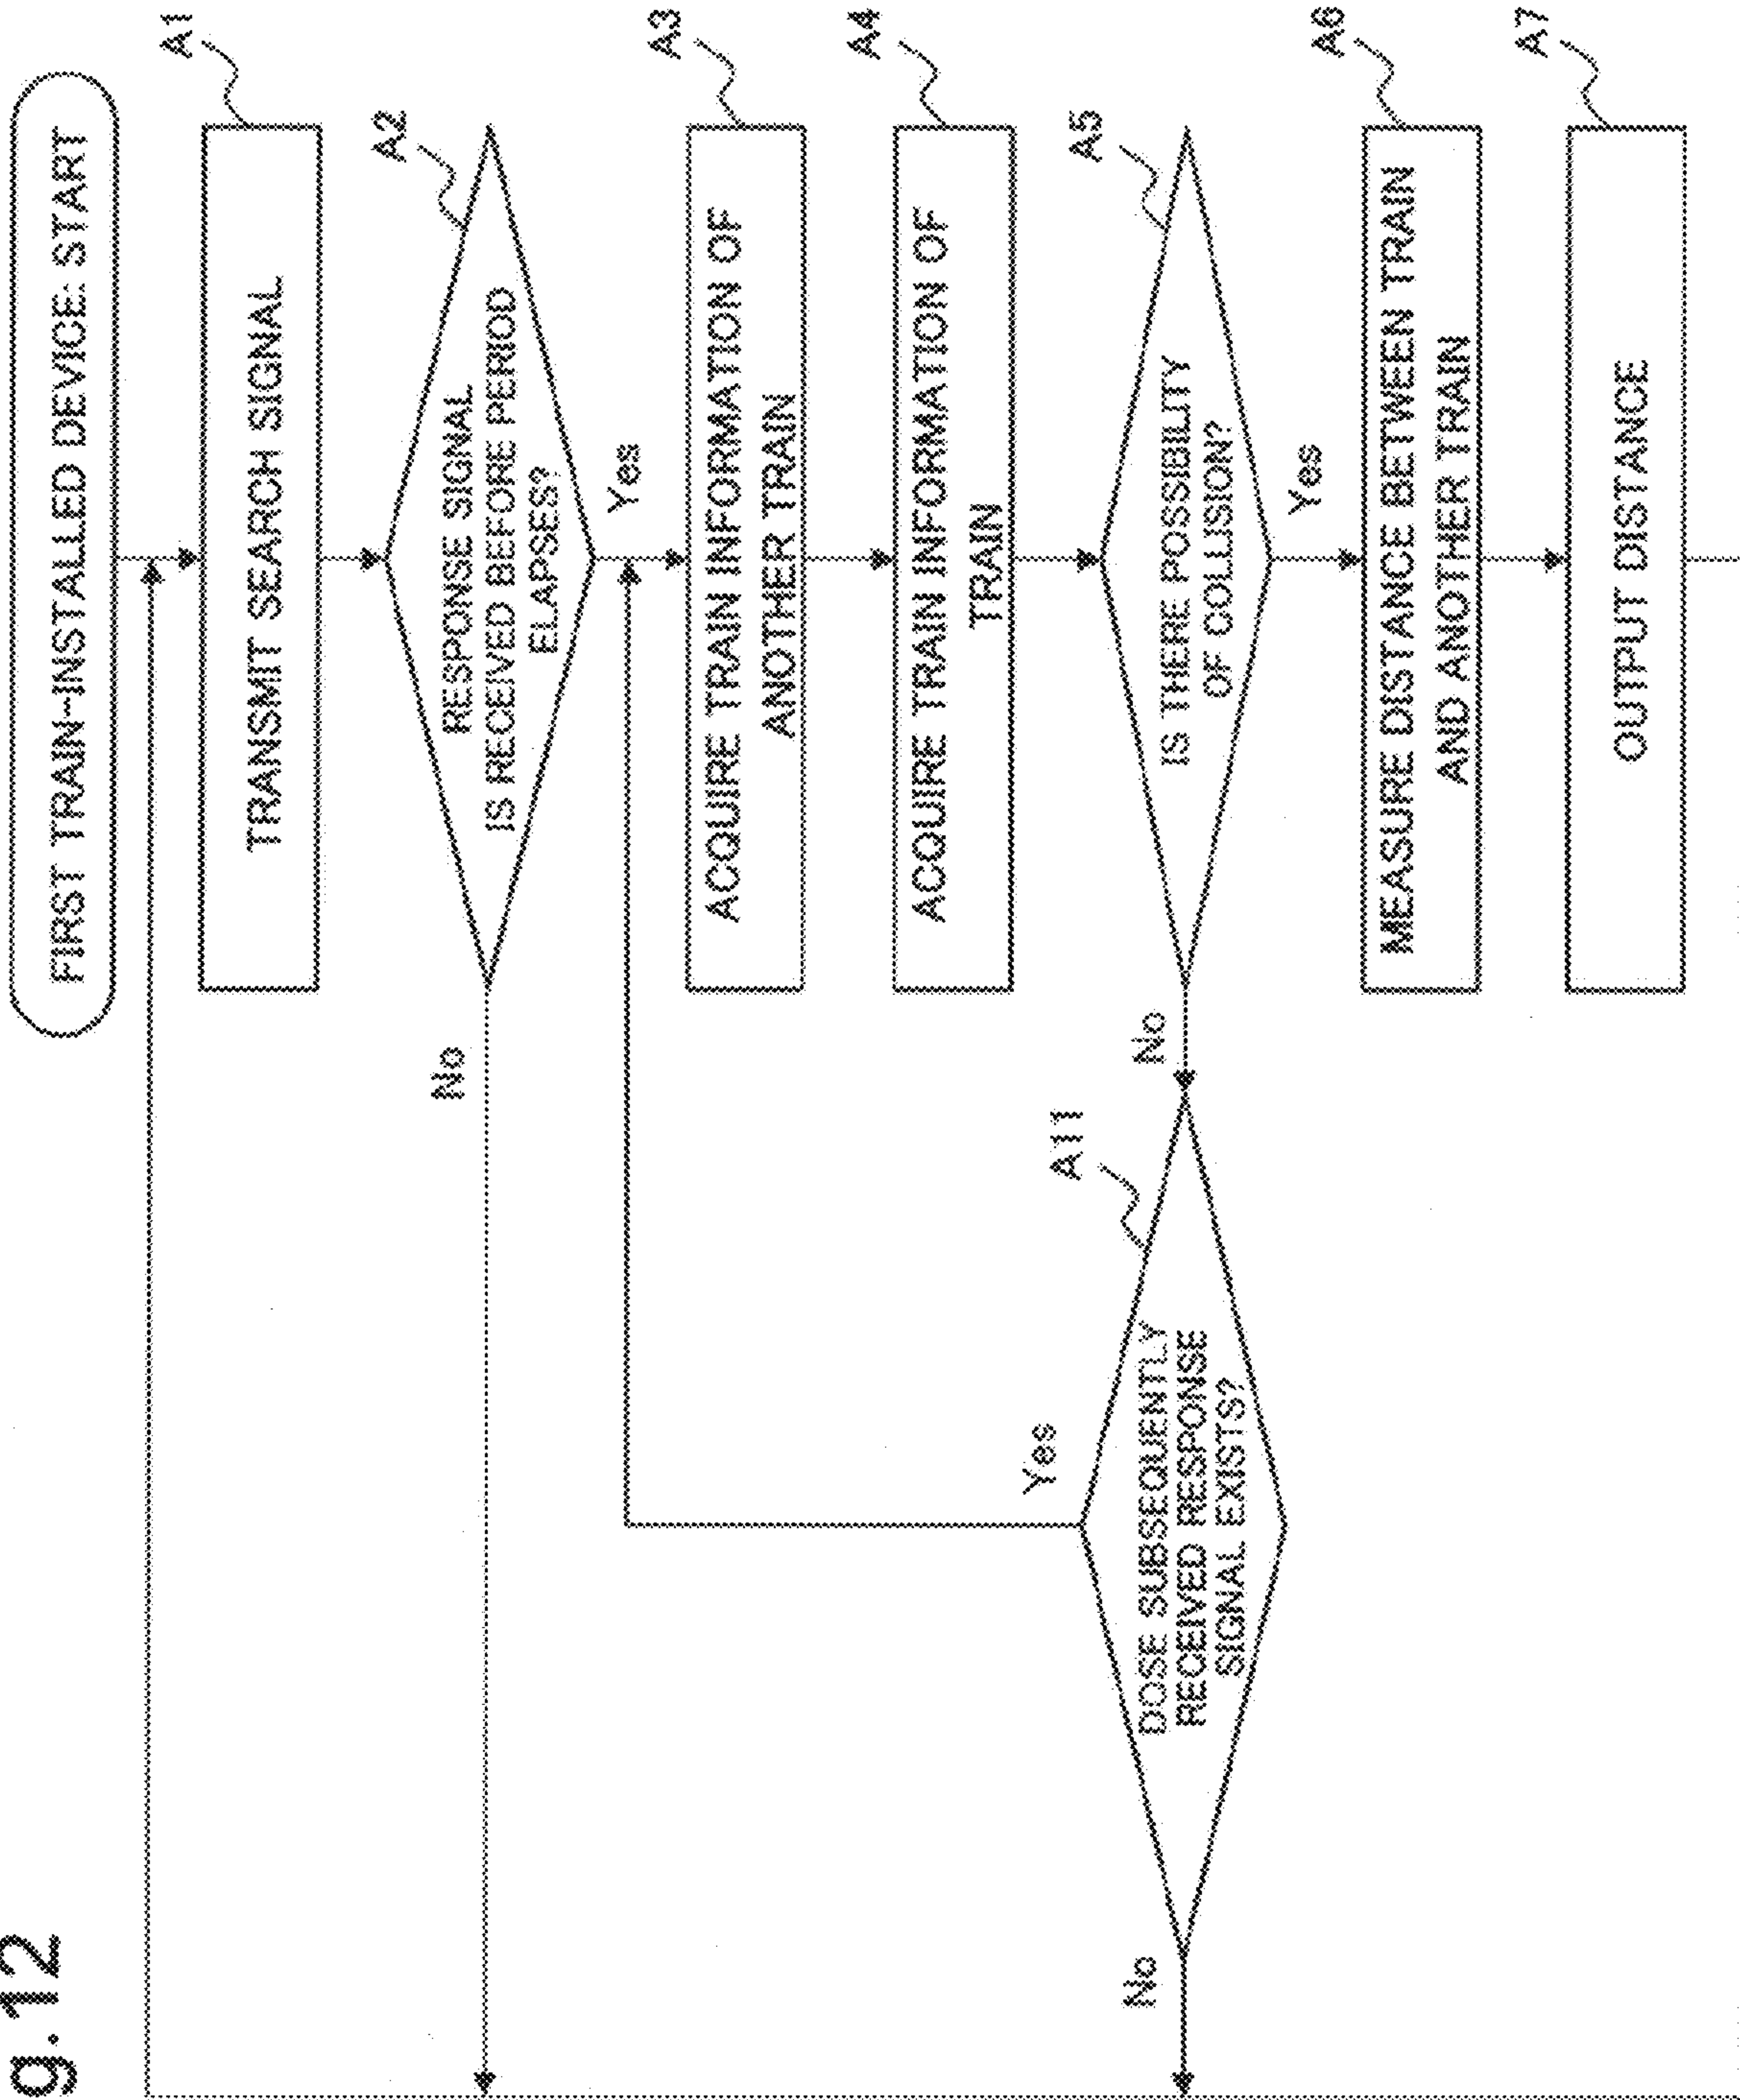 g.12
FIRST TRAIN-INSTALLED DEVICE: START
A1
TRANSMIT SEARCH SIGNAL
A2
RESPONSE SIGNAL
IS RECEIVED BEFORE PERIOD
ELAPSES?
No
Yes
A3
ACQUIRE TRAIN INFORMATION OF
ANOTHER TRAIN
A4
ACQUIRE TRAIN INFORMATION OF
TRAIN
A5
IS THERE POSSIBILITY
OF COLLISION?
No
Yes
A11
DOSE SUBSEQUENTLY
RECEIVED RESPONSE
SIGNAL EXISTS?
Yes
No
A6
MEASURE DISTANCE BETWEEN TRAIN
AND ANOTHER TRAIN
A7
OUTPUT DISTANCE